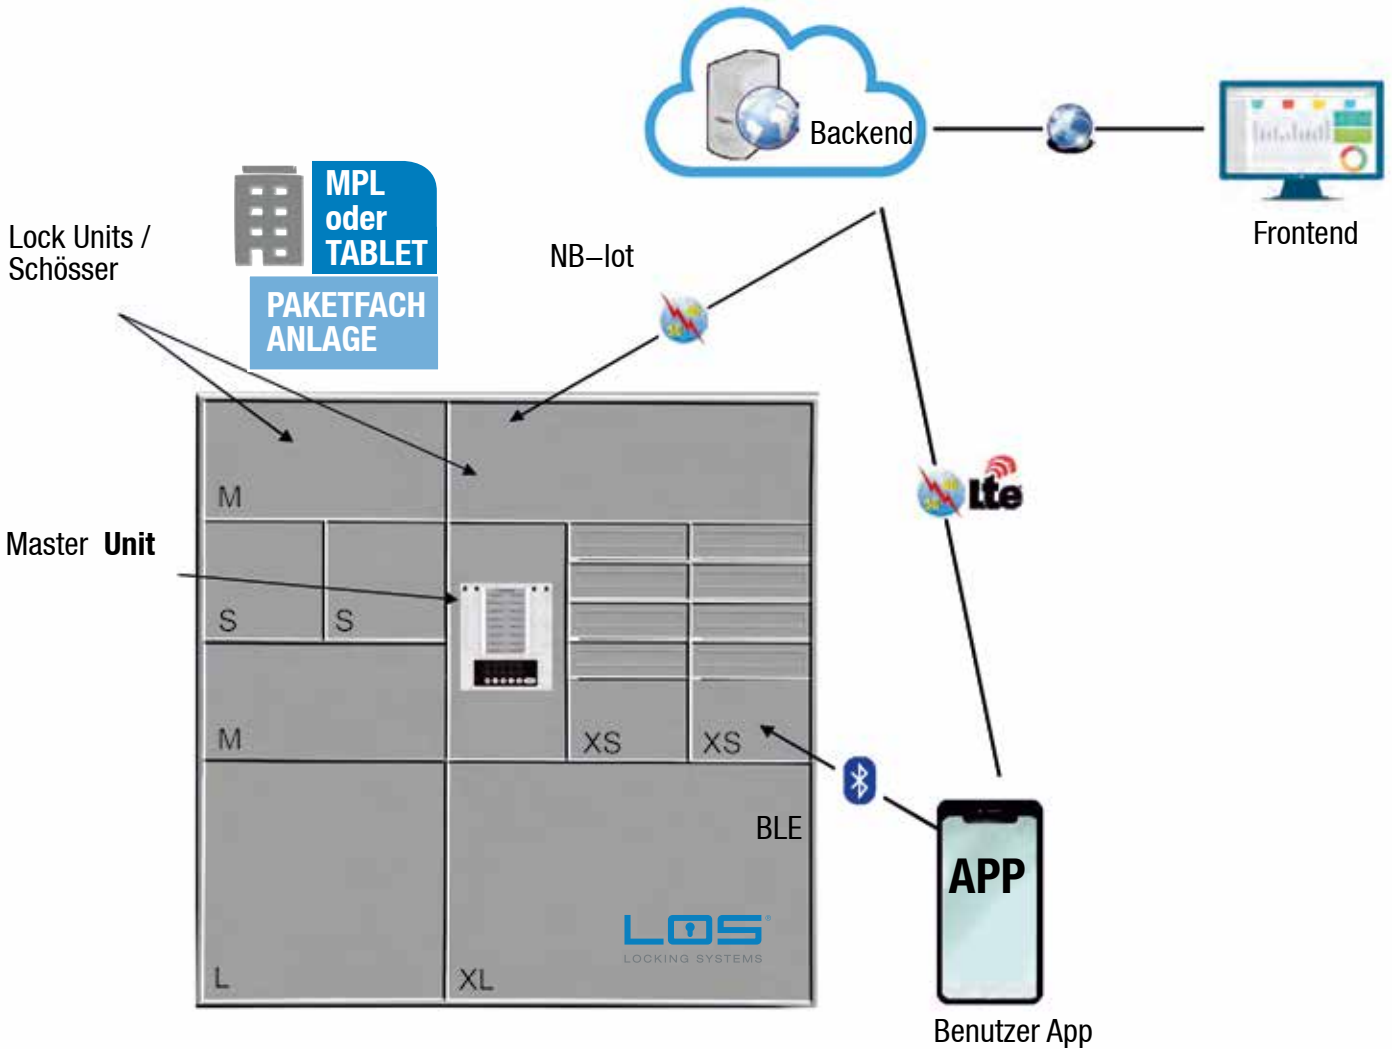 Backend
Frontend
MPL
oder
TABLET
PAKETFACH
ANLAGE
Lock Units /
Schösser
NB–Iot
Lte
Master Unit
M
S
S
M
XS
XS
BLE
L
XL
LOS®
LOCKING SYSTEMS
APP
Benutzer App